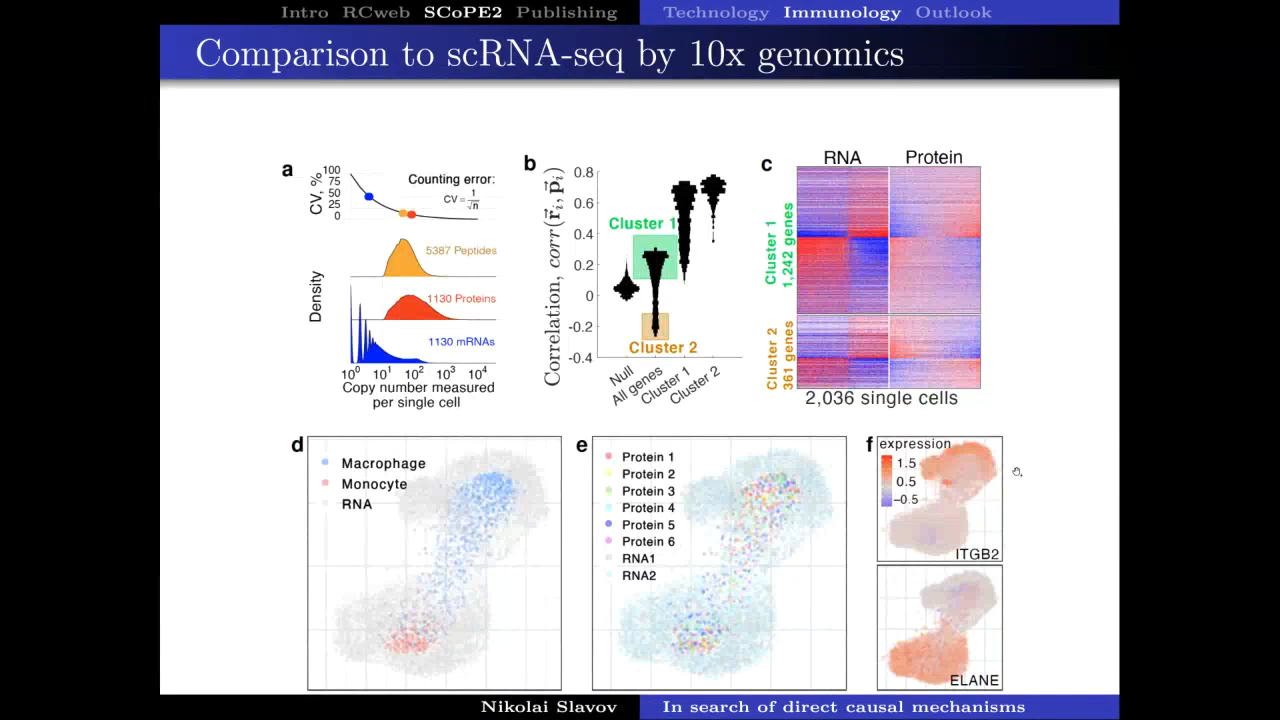 Intro RCweb SCoPE2 Publishing Technology Immunology Outlook
Comparison to scRNA-seq by 10x genomics
a
CV, %
100
75
50
25
0
Counting error:
CV = 1/√n
Density
5387 Peptides
1130 Proteins
1130 mRNAs
10⁰ 10¹ 10² 10³ 10⁴
Copy number measured
per single cell
b
Correlation, corr(r⃗ᵢ, p⃗ᵢ)
0.8
0.6
0.4
0.2
0
-0.2
-0.4
Cluster 1
Cluster 2
Null
All genes
Cluster 1
Cluster 2
c
RNA Protein
Cluster 1
1,242 genes
Cluster 2
361 genes
2,036 single cells
d
Macrophage
Monocyte
RNA
e
Protein 1
Protein 2
Protein 3
Protein 4
Protein 5
Protein 6
RNA1
RNA2
f
expression
1.5
0.5
−0.5
ITGB2
ELANE
Nikolai Slavov In search of direct causal mechanisms